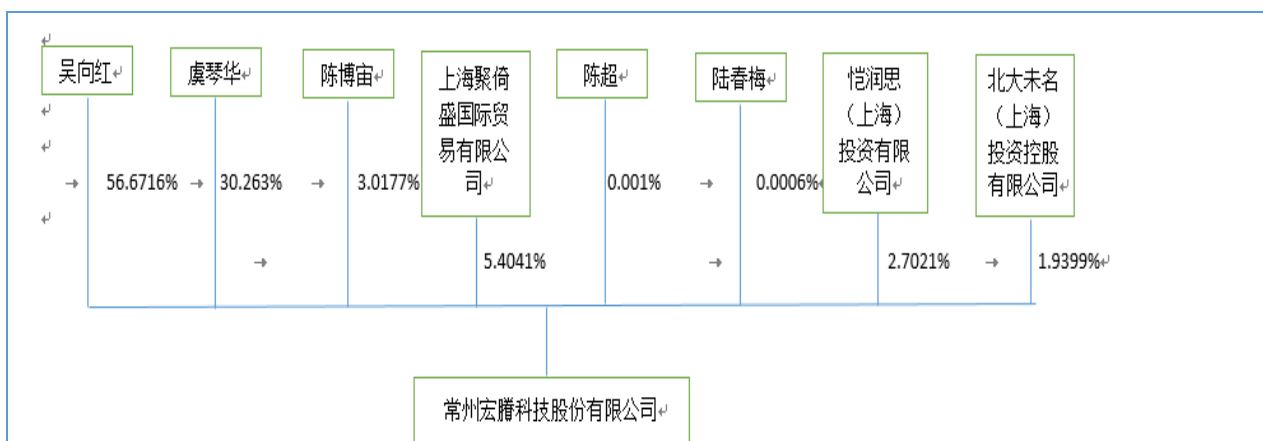 吴向红
虞琴华
陈博宙
上海聚倚
盛国际贸
易有限公
司
陈超
陆春梅
恺润思
（上海）
投资有限
公司
北大未名
（上海）
投资控股
有限公司
56.6716%
30.263%
3.0177%
0.001%
0.0006%
5.4041%
2.7021%
1.9399%
常州宏腾科技股份有限公司